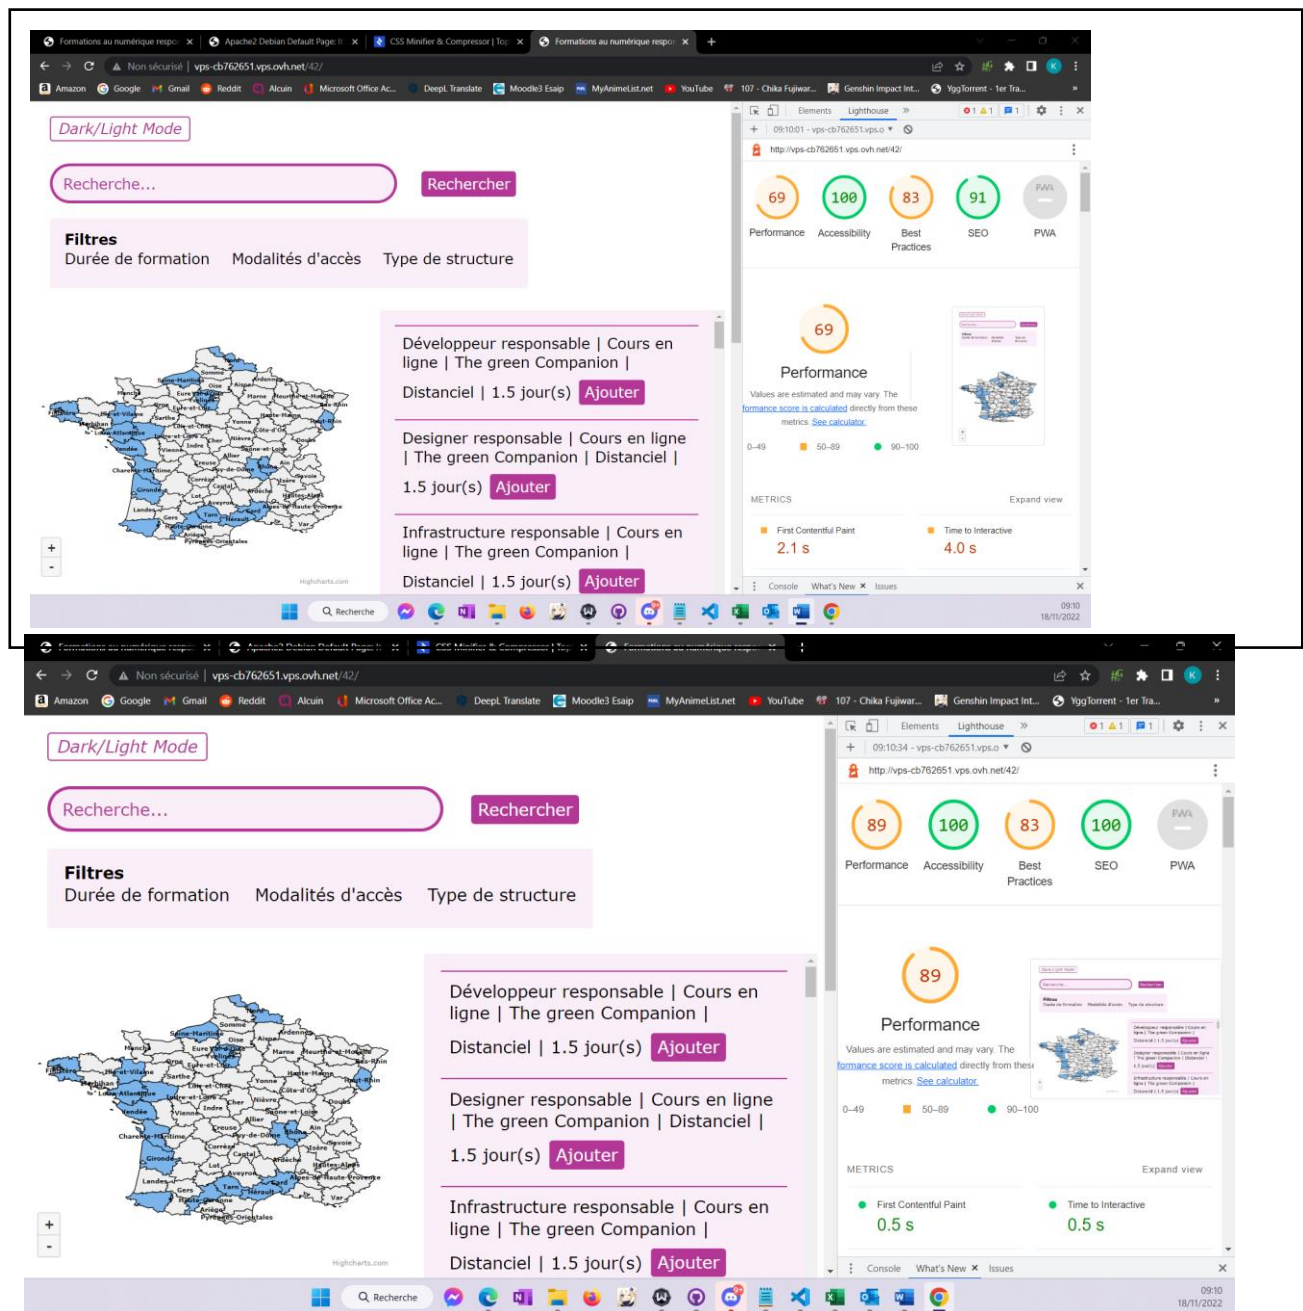 Formations au numérique respo
Apache2 Debian Default Page: It
CSS Minifier & Compressor | Top
Formations au numérique respo
Non sécurisé | vps-cb762651.vps.ovh.net/42/
Amazon Google Gmail Reddit Alcuin Microsoft Office Ac... DeepL Translate Moodle3 Esaip MyAnimeList.net YouTube 107 - Chika Fujiwar... Genshin Impact Int... YggTorrent - 1er Tra... »
Dark/Light Mode
Recherche...
Rechercher
Filtres
Durée de formation Modalités d'accès Type de structure
Développeur responsable | Cours en
ligne | The green Companion |
Distanciel | 1.5 jour(s) Ajouter
Designer responsable | Cours en ligne
| The green Companion | Distanciel |
1.5 jour(s) Ajouter
Infrastructure responsable | Cours en
ligne | The green Companion |
Distanciel | 1.5 jour(s) Ajouter
+
-
Highcharts.com
Elements Lighthouse » 1 1 1
09:10:01 - vps-cb762651.vps.o
http://vps-cb762651.vps.ovh.net/42/
69 100 83 91 PWA
Performance Accessibility Best Practices SEO PWA
69
Performance
Values are estimated and may vary. The
formance score is calculated directly from these
metrics. See calculator.
0–49 50–89 90–100
METRICS Expand view
First Contentful Paint Time to Interactive
2.1 s 4.0 s
Console What's New Issues
Recherche
09:10
18/11/2022
Non sécurisé | vps-cb762651.vps.ovh.net/42/
Amazon Google Gmail Reddit Alcuin Microsoft Office Ac... DeepL Translate Moodle3 Esaip MyAnimeList.net YouTube 107 - Chika Fujiwar... Genshin Impact Int... YggTorrent - 1er Tra... »
Dark/Light Mode
Recherche...
Rechercher
Filtres
Durée de formation Modalités d'accès Type de structure
Développeur responsable | Cours en
ligne | The green Companion |
Distanciel | 1.5 jour(s) Ajouter
Designer responsable | Cours en ligne
| The green Companion | Distanciel |
1.5 jour(s) Ajouter
Infrastructure responsable | Cours en
ligne | The green Companion |
Distanciel | 1.5 jour(s) Ajouter
+
-
Highcharts.com
Elements Lighthouse » 1 1 1
09:10:34 - vps-cb762651.vps.o
http://vps-cb762651.vps.ovh.net/42/
89 100 83 100 PWA
Performance Accessibility Best Practices SEO PWA
89
Performance
Values are estimated and may vary. The
formance score is calculated directly from these
metrics. See calculator.
0–49 50–89 90–100
METRICS Expand view
First Contentful Paint Time to Interactive
0.5 s 0.5 s
Console What's New Issues
Recherche
09:10
18/11/2022